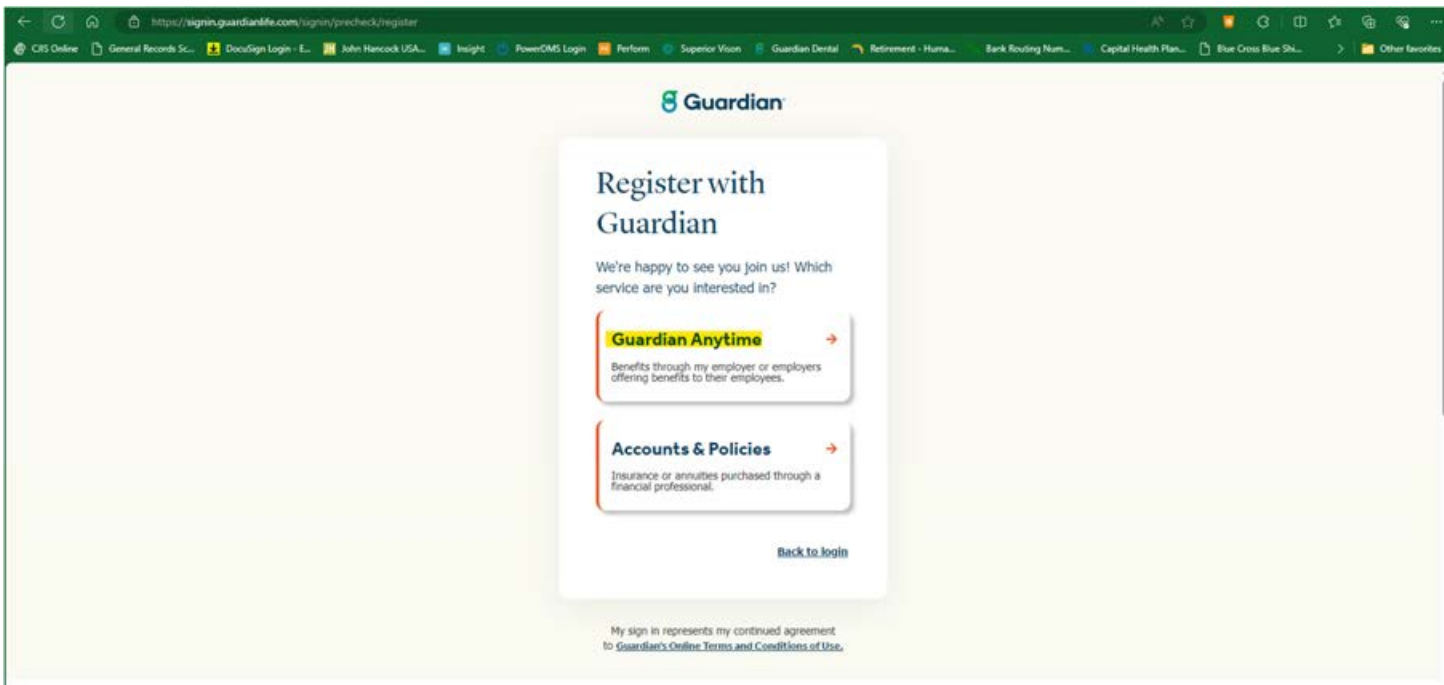 https://signin.guardianlife.com/signin/precheck/register
CRS Online General Records Sc... DocuSign Login - E... John Hancock USA... Insight PowerDMS Login Perform Superior Vison Guardian Dental Retirement - Huma... Bank Routing Num... Capital Health Plan... Blue Cross Blue Shi... Other favorites
Guardian
Register with
Guardian
We're happy to see you join us! Which
service are you interested in?
Guardian Anytime
Benefits through my employer or employers
offering benefits to their employees.
Accounts & Policies
Insurance or annuities purchased through a
financial professional.
Back to login
My sign in represents my continued agreement
to Guardian's Online Terms and Conditions of Use.